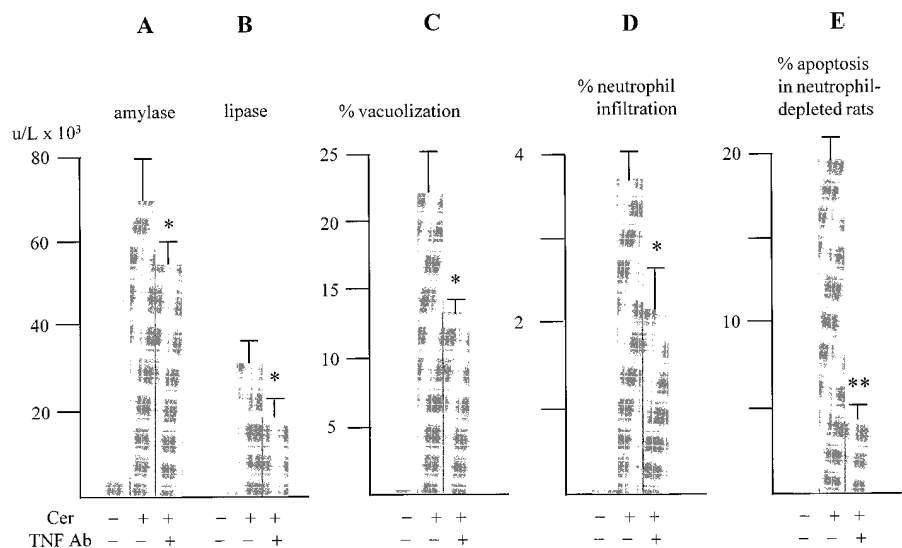 A B C D E
% apoptosis
in neutrophil-
depleted rats
% neutrophil
infiltration
amylase lipase % vacuolization
u/L x 10³
80 25 4 20
* 20 *
60 *
15
* 40 2 10
10
**
20 5
Cer – + + – + + – + + – + + – + +
TNF Ab – – + – – + – – + – – + – – +